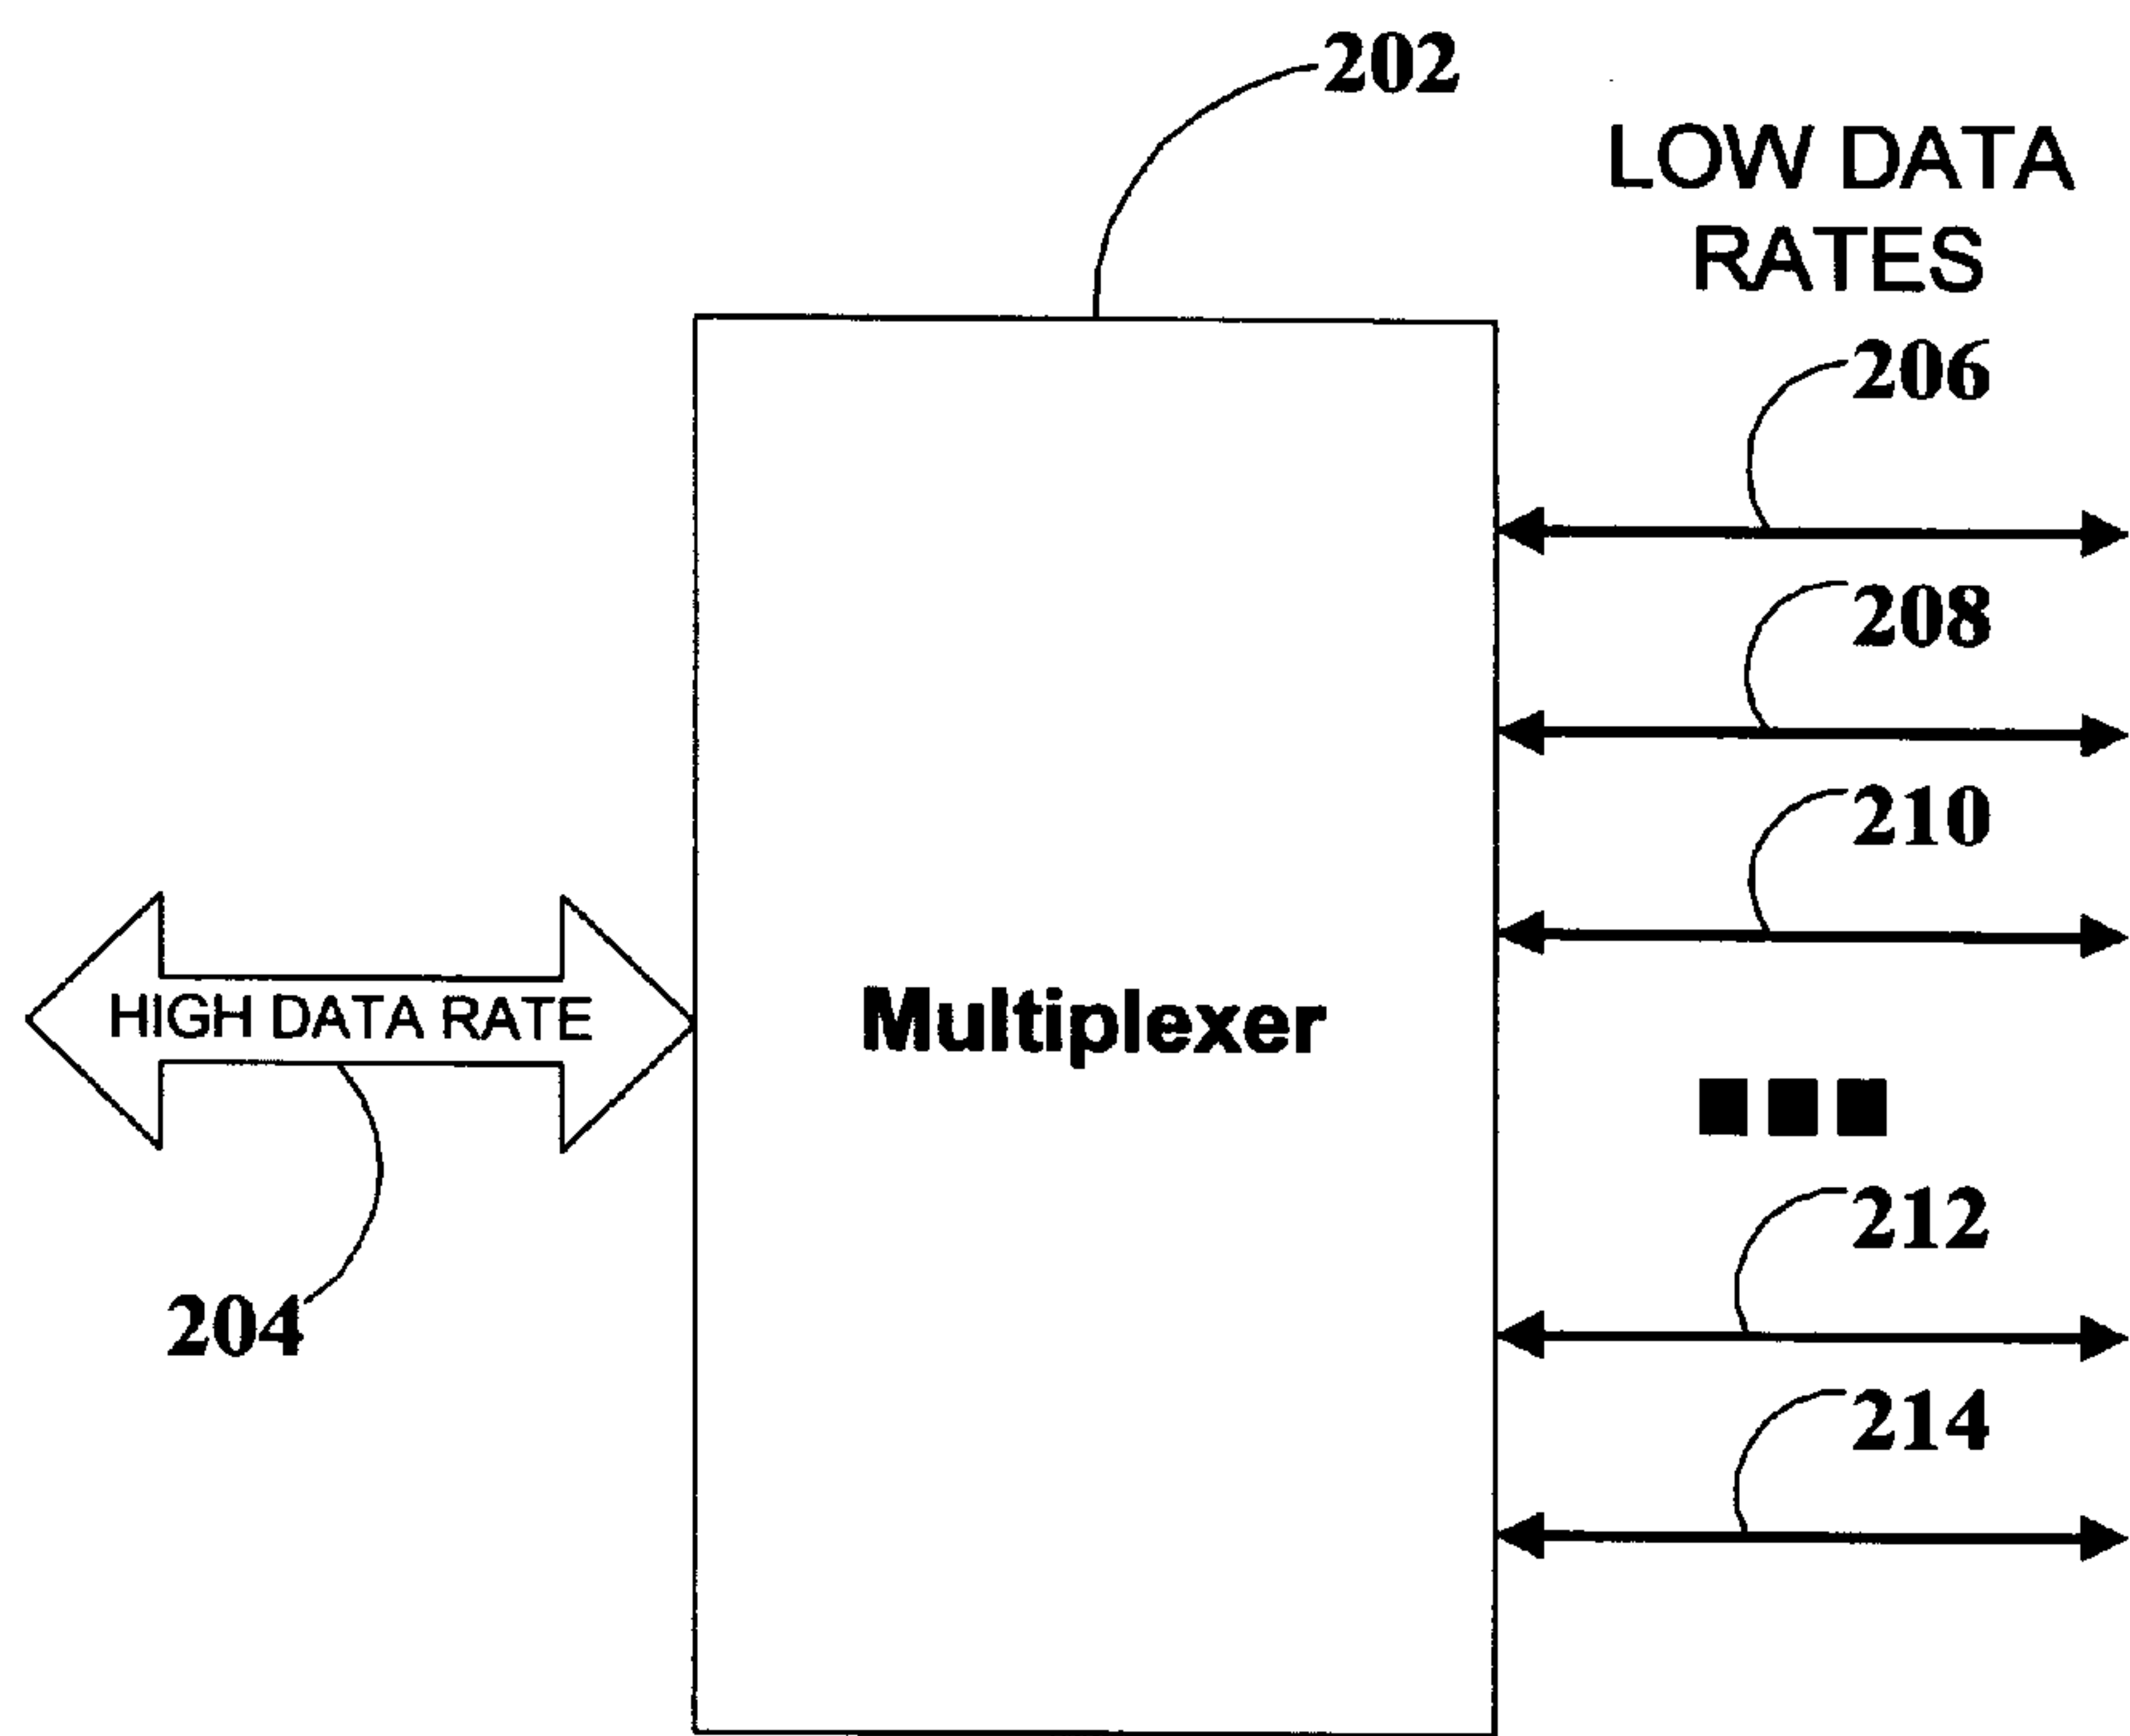 202
LOW DATA
RATES
206
208
210
HIGH DATA RATE
Multiplexer
212
204
214